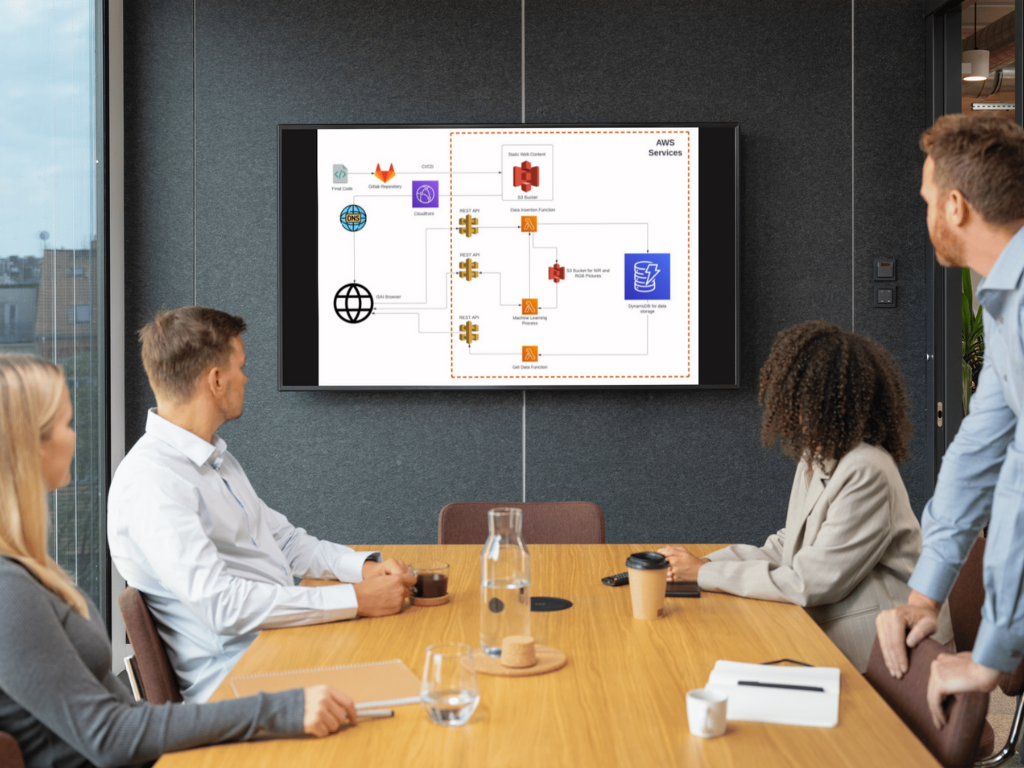 AWS
Services
Static Web Content
CI/CD
Final Code
Gitlab Repository
S3 Bucket
Cloudfront
DNS
REST API
Data Insertion Function
REST API
S3 Bucket for NIR and
RGB Pictures
Browser
DynamoDB for data
storage
REST API
Machine Learning
Process
Get Data Function